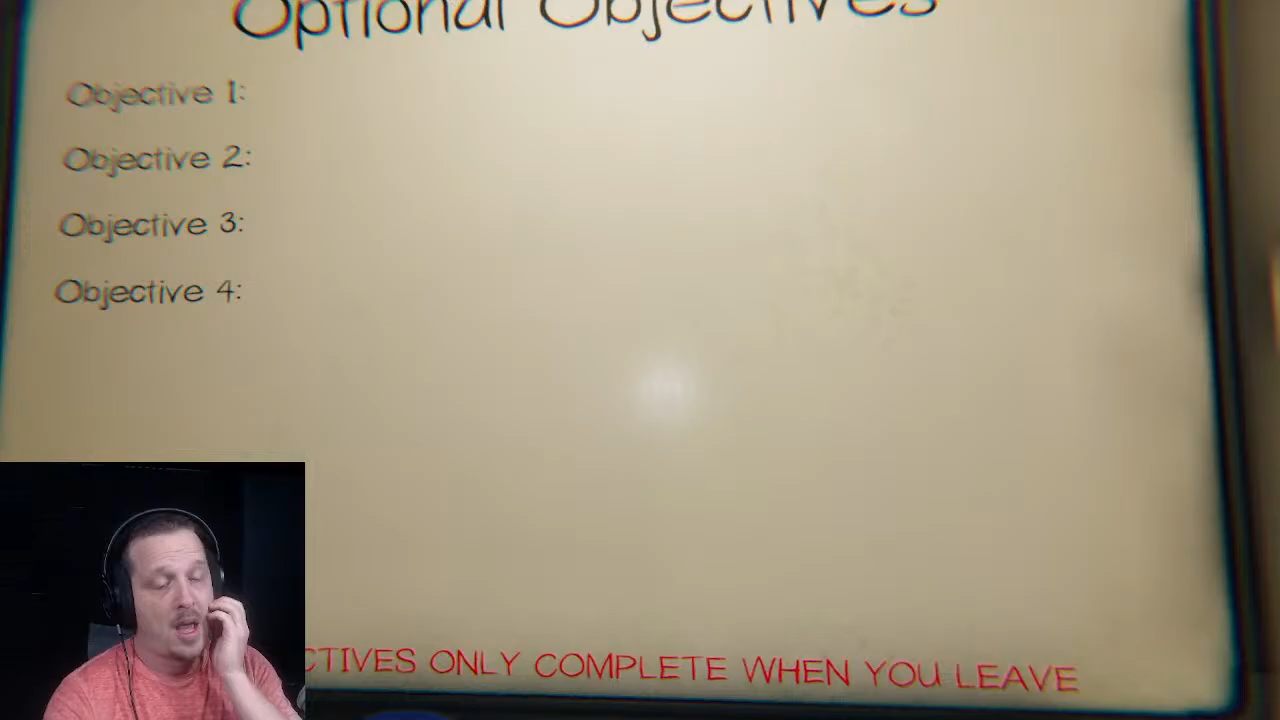 Optional Objectives
Objective 1:
Objective 2:
Objective 3:
Objective 4:
CTIVES ONLY COMPLETE WHEN YOU LEAVE